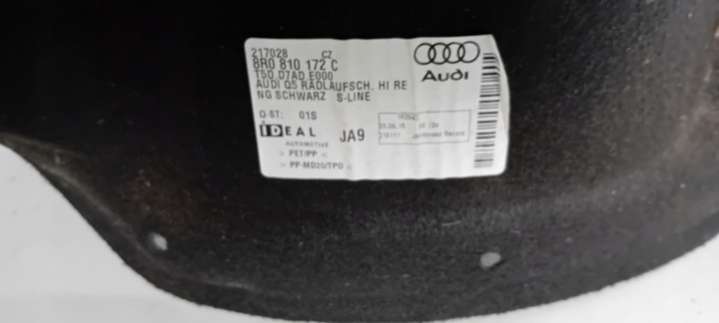 217028 CZ
8R0 810 172 C
T50 D7AD E000
AUDI Q5 RADLAUFSCH. HI RE
NG SCHWARZ S-LINE
Q-ST: 01S
IDEAL JA9
AUTOMOTIVE
> PET/PP <
> PP-MD20/TPO <
Audi